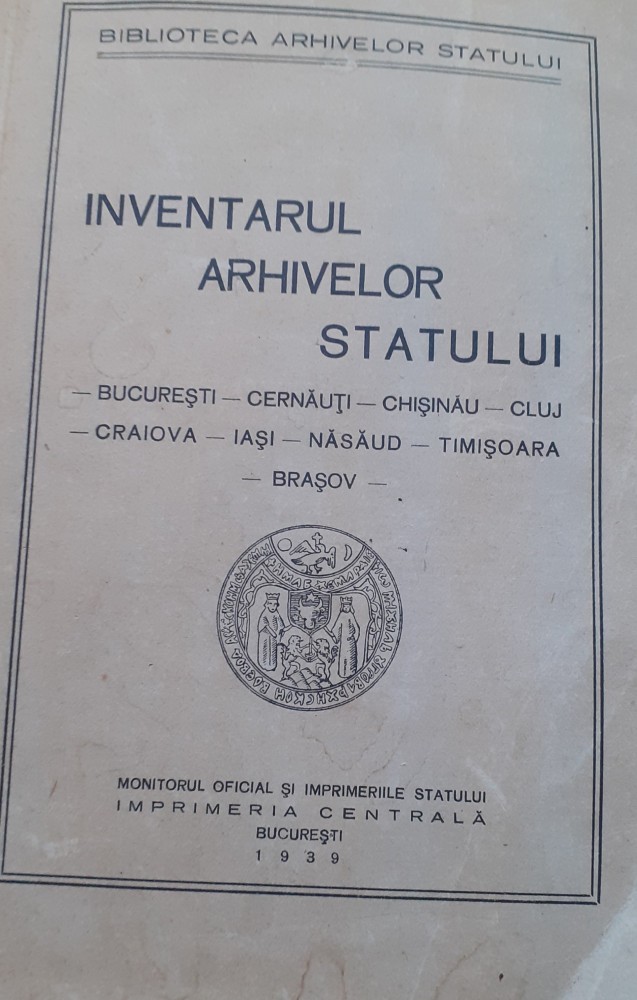 BIBLIOTECA ARHIVELOR STATULUI
INVENTARUL
ARHIVELOR
STATULUI
— BUCUREŞTI — CERNĂUŢI — CHIŞINĂU — CLUJ
— CRAIOVA — IAŞI — NĂSĂUD — TIMIŞOARA
— BRAŞOV —
MONITORUL OFICIAL ŞI IMPRIMERIILE STATULUI
IMPRIMERIA CENTRALĂ
BUCUREŞTI
1939